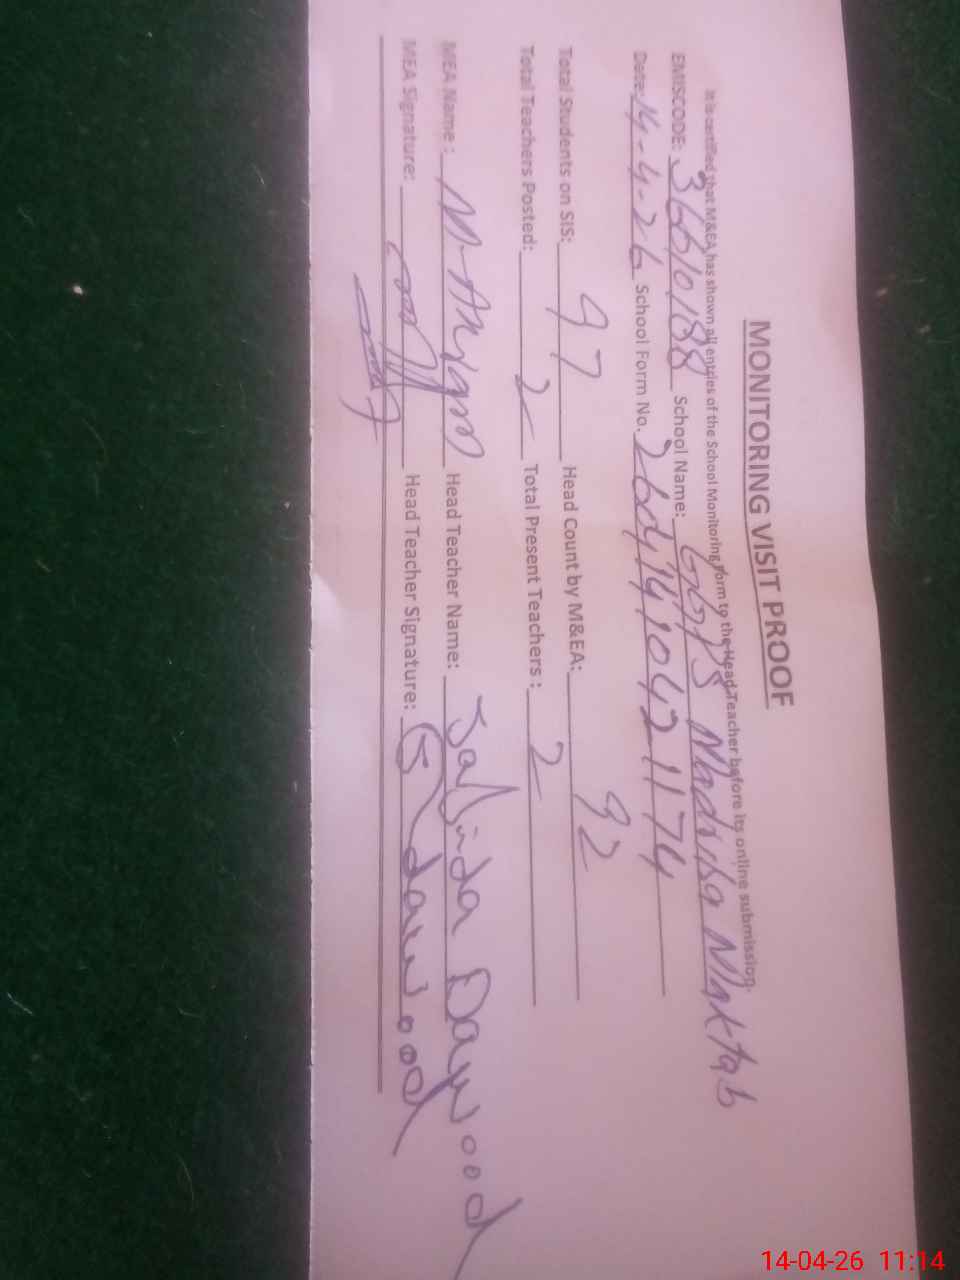 MONITORING VISIT PROOF
It is certified that M&EA has shown all entries of the School Monitoring Form to the Head Teacher before its online submission.
EMISCODE: 36610188 School Name: GGPS Madrisa Maktab
Date: 14-4-26 School Form No. 26041410421174
Total Students on SIS: 97 Head Count by M&EA: 92
Total Teachers Posted: 2 Total Present Teachers : 2
MEA Name : Head Teacher Name: Dawood
MEA Signature: Head Teacher Signature: Dawood
14-04-26 11:14